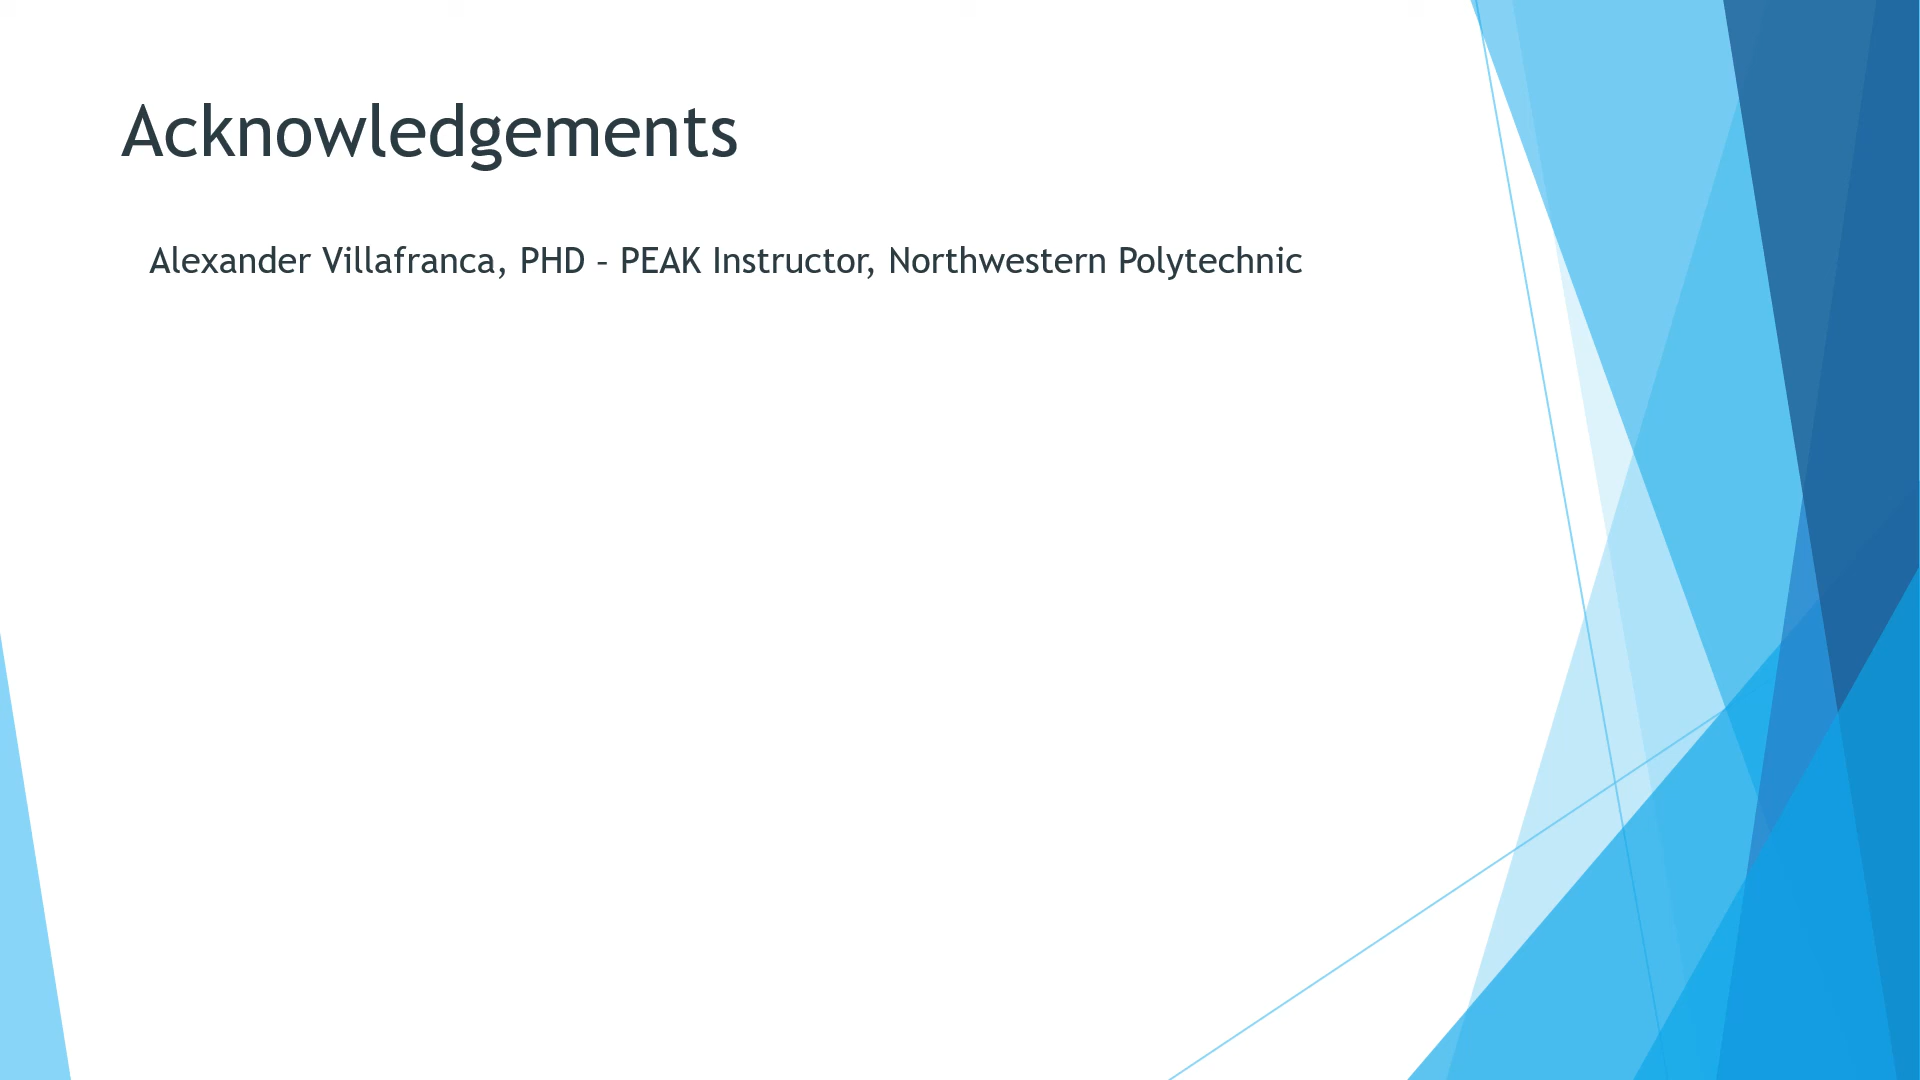 Acknowledgements
Alexander Villafranca, PHD – PEAK Instructor, Northwestern Polytechnic